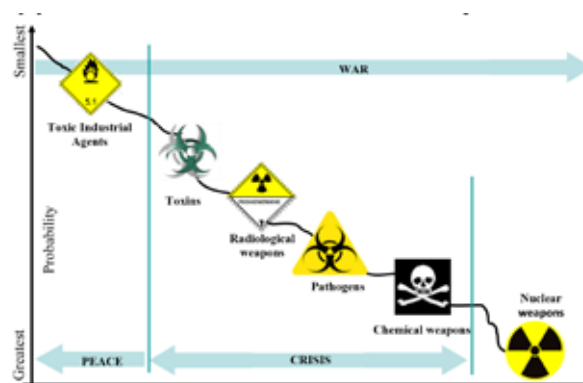 Smallest
Probability
Greatest
WAR
5.1
Toxic Industrial
Agents
Toxins
Radiological
weapons
Pathogens
Chemical weapons
Nuclear
weapons
PEACE
CRISIS